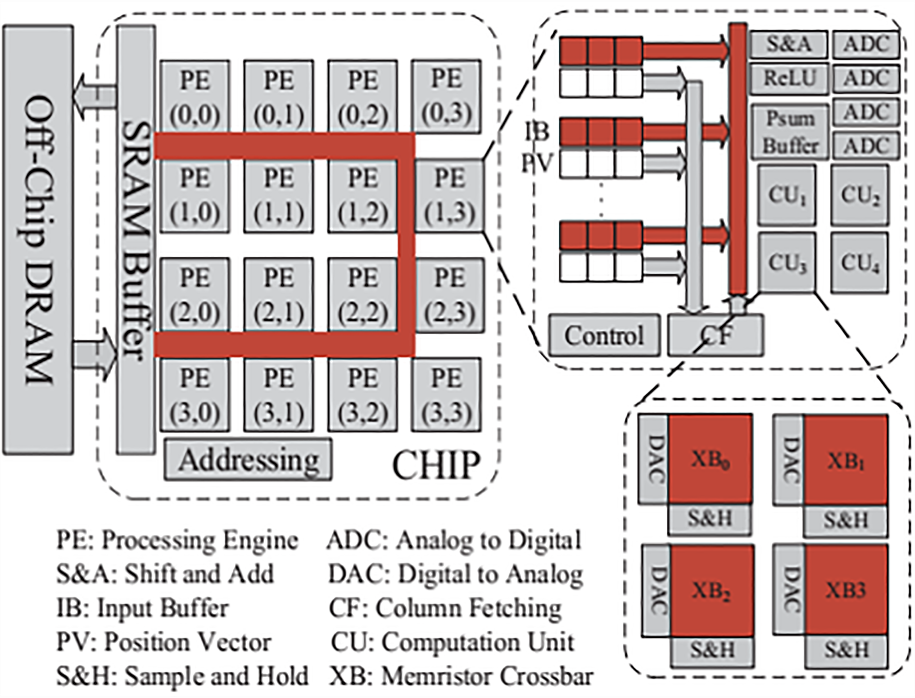 Off-Chip DRAM
SRAM Buffer
PE
(0,0)
PE
(0,1)
PE
(0,2)
PE
(0,3)
PE
(1,0)
PE
(1,1)
PE
(1,2)
PE
(1,3)
PE
(2,0)
PE
(2,1)
PE
(2,2)
PE
(2,3)
PE
(3,0)
PE
(3,1)
PE
(3,2)
PE
(3,3)
Addressing
CHIP
IB
PV
S&A
ADC
ReLU
ADC
Psum
Buffer
ADC
ADC
CU1
CU2
CU3
CU4
Control
CF
DAC
XB0
S&H
DAC
XB1
S&H
DAC
XB2
S&H
DAC
XB3
S&H
PE: Processing Engine
ADC: Analog to Digital
S&A: Shift and Add
DAC: Digital to Analog
IB: Input Buffer
CF: Column Fetching
PV: Position Vector
CU: Computation Unit
S&H: Sample and Hold
XB: Memristor Crossbar